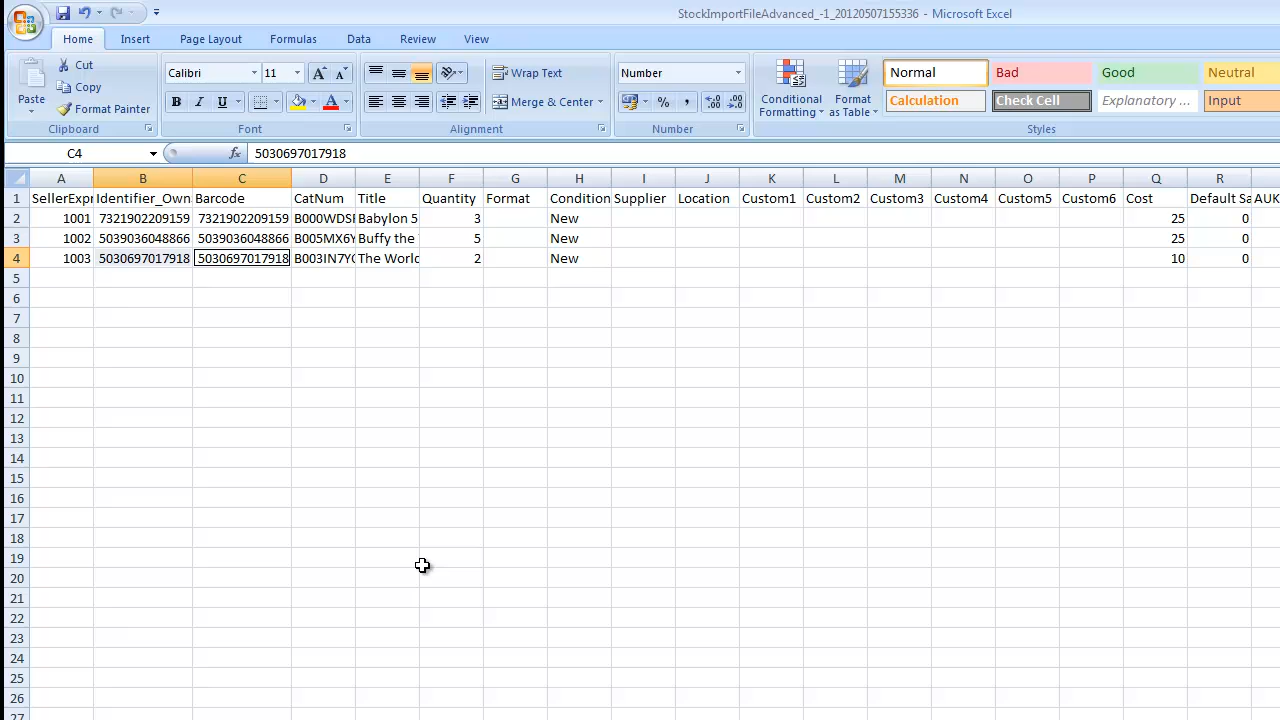 StockImportFileAdvanced_-1_20120507155336 - Microsoft Excel
Home Insert Page Layout Formulas Data Review View
Paste Cut Copy Format Painter Clipboard
Calibri 11 A A B I U Font
Wrap Text Merge & Center Alignment
Number % , Number
Conditional Formatting Format as Table
Normal Bad Good Neutral
Calculation Check Cell Explanatory ... Input
Styles
C4 fx 5030697017918
A B C D E F G H I J K L M N O P Q R
1 SellerExpr Identifier_Own Barcode CatNum Title Quantity Format Condition Supplier Location Custom1 Custom2 Custom3 Custom4 Custom5 Custom6 Cost Default Sa AUK
2 1001 7321902209159 7321902209159 B000WDS Babylon 5 3 New 25 0
3 1002 5039036048866 5039036048866 B005MX6Y Buffy the 5 New 25 0
4 1003 5030697017918 5030697017918 B003IN7Y The World 2 New 10 0
5
6
7
8
9
10
11
12
13
14
15
16
17
18
19
20
21
22
23
24
25
26
27